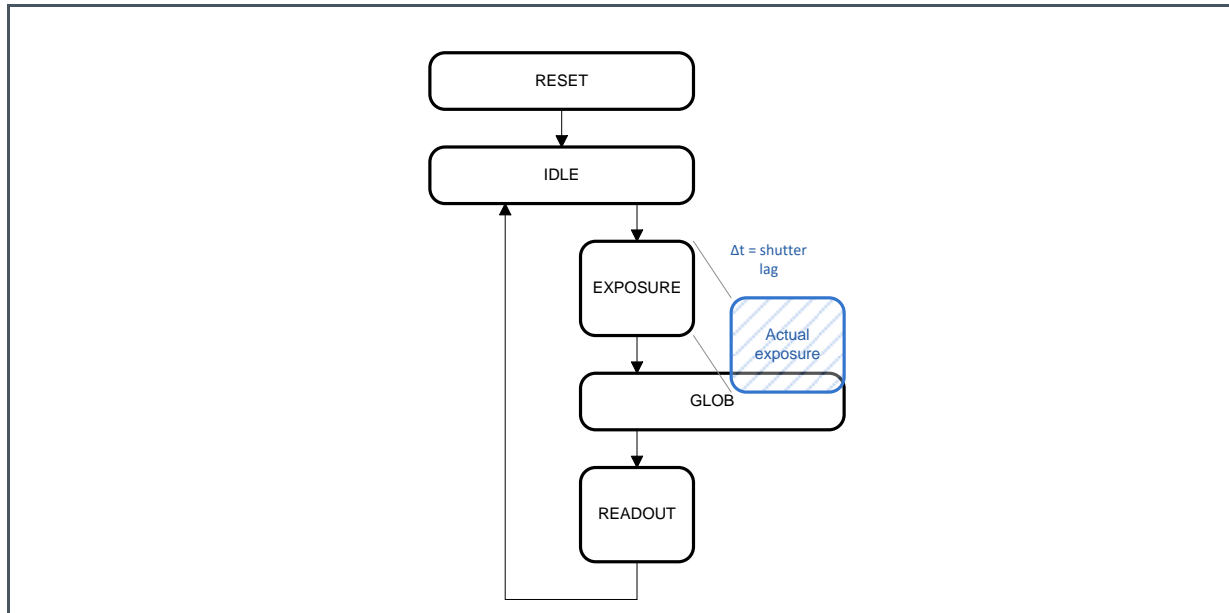 RESET
IDLE
Δt = shutter
lag
EXPOSURE
Actual
exposure
GLOB
READOUT